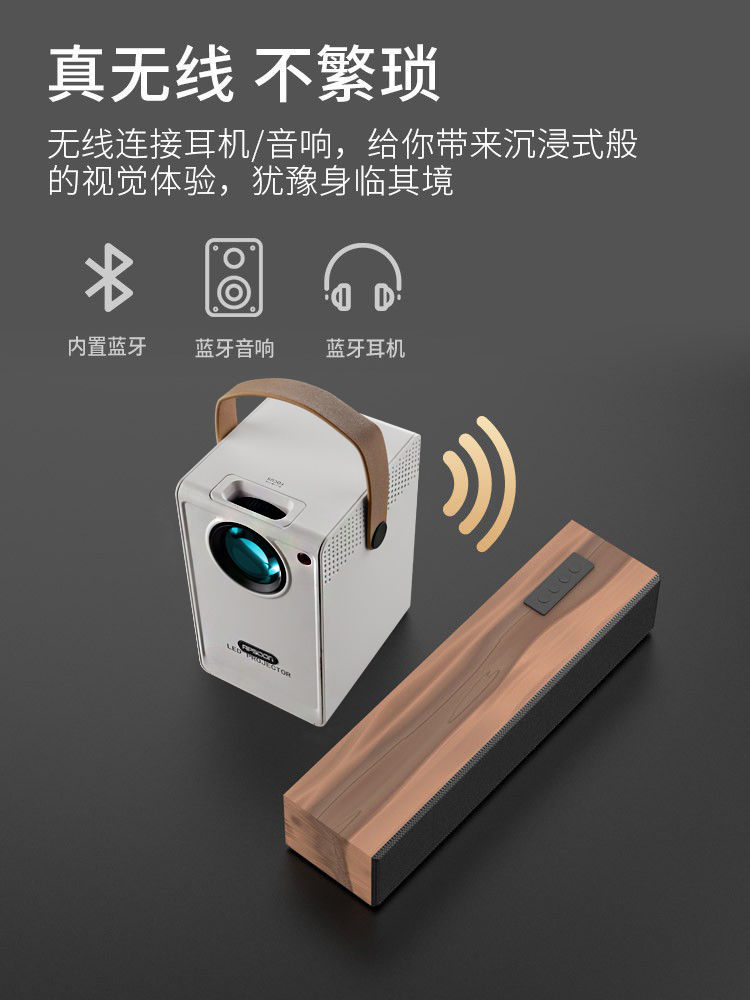 真无线 不繁琐
无线连接耳机/音响，给你带来沉浸式般
的视觉体验，犹豫身临其境
内置蓝牙
蓝牙音响
蓝牙耳机
LED PROJECTOR